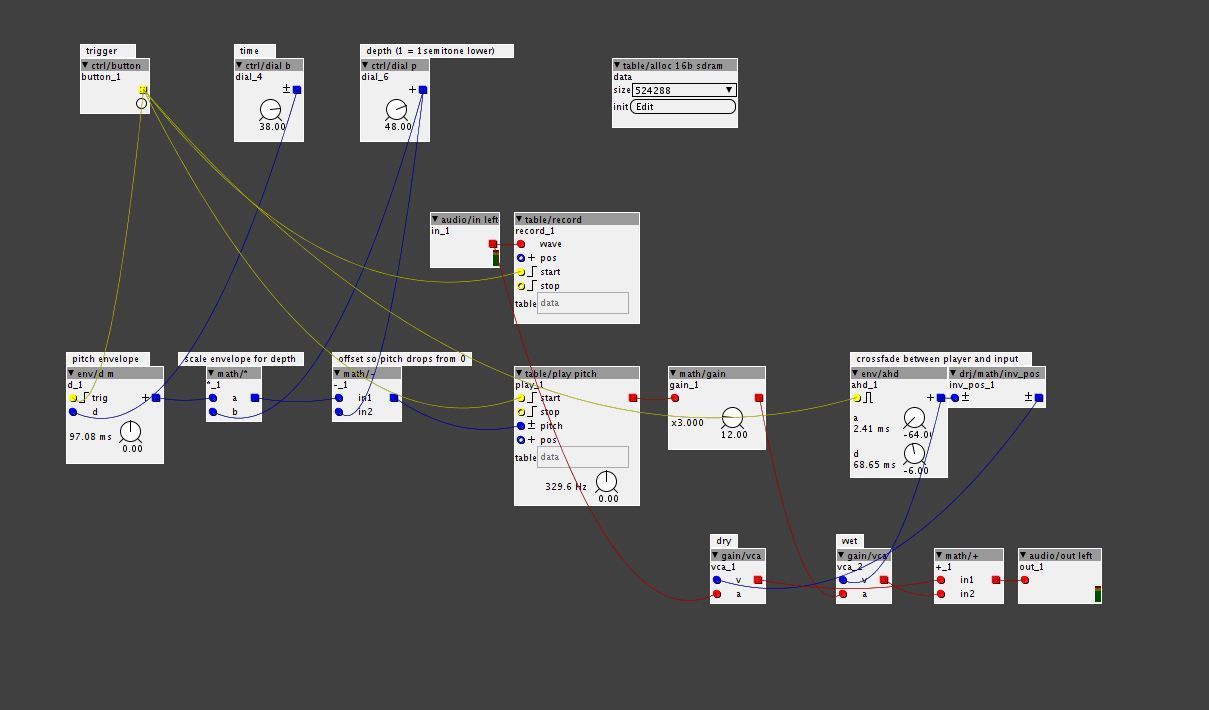 trigger
ctrl/button
button_1
time
ctrl/dial b
dial_4
±
38.00
depth (1 = 1semitone lower)
ctrl/dial p
dial_6
+
48.00
table/alloc 16b sdram
data
size 524288
init Edit
audio/in left
in_1
table/record
record_1
wave
+ pos
start
stop
table data
pitch envelope
env/d m
d_1
trig +
d
97.08 ms
0.00
scale envelope for depth
math/*
*_1
a
b
offset so pitch drops from 0
math/-
-_1
in1
in2
table/play pitch
play_1
start
stop
± pitch
+ pos
table data
329.6 Hz
0.00
math/gain
gain_1
x3.000
12.00
crossfade between player and input
env/ahd
ahd_1
+
a
2.41 ms
-64.00
d
68.65 ms
-6.00
drj/math/inv_pos
inv_pos_1
± ±
dry
gain/vca
vca_1
v
a
wet
gain/vca
vca_2
v
a
math/+
+_1
in1
in2
audio/out left
out_1